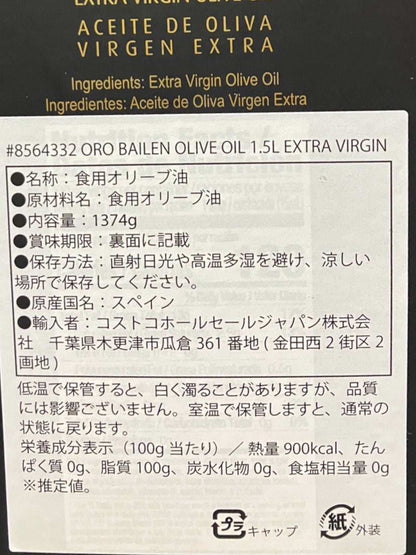 ACEITE DE OLIVA
VIRGEN EXTRA
Ingredients: Extra Virgin Olive Oil
Ingredientes: Aceite de Oliva Virgen Extra
#8564332 ORO BAILEN OLIVE OIL 1.5L EXTRA VIRGIN
●名称：食用オリーブ油
●原材料名：食用オリーブ油
●内容量：1374g
●賞味期限：裏面に記載
●保存方法：直射日光や高温多湿を避け、涼しい
場所で保存してください。
●原産国名：スペイン
●輸入者：コストコホールセールジャパン株式会
社 千葉県木更津市瓜倉 361 番地 ( 金田西 2 街区 2
画地 )
低温で保管すると、白く濁ることがありますが、品質
には影響ございません。室温で保管しますと、通常の
状態に戻ります。
栄養成分表示（100g 当たり）／ 熱量 900kcal、たん
ぱく質 0g、脂質 100g、炭水化物 0g、食塩相当量 0g
※推定値。
プラ キャップ 紙 外装